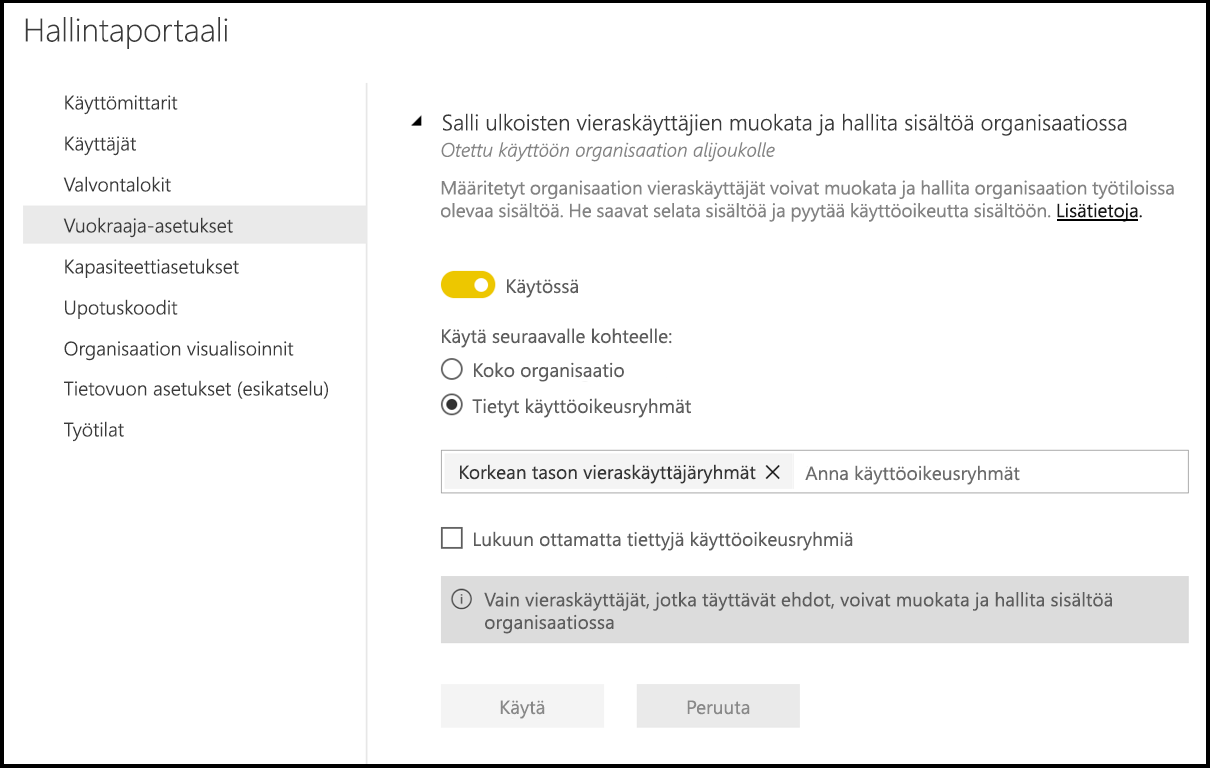 Hallintaportaali
Käyttömittarit
Käyttäjät
Valvontalokit
Vuokraaja-asetukset
Kapasiteettiasetukset
Upotuskoodit
Organisaation visualisoinnit
Tietovuon asetukset (esikatselu)
Työtilat
Salli ulkoisten vieraskäyttäjien muokata ja hallita sisältöä organisaatiossa
Otettu käyttöön organisaation alijoukolle
Määritetyt organisaation vieraskäyttäjät voivat muokata ja hallita organisaation työtiloissa
olevaa sisältöä. He saavat selata sisältöä ja pyytää käyttöoikeutta sisältöön. Lisätietoja.
Käytössä
Käytä seuraavalle kohteelle:
Koko organisaatio
Tietyt käyttöoikeusryhmät
Korkean tason vieraskäyttäjäryhmät Anna käyttöoikeusryhmät
Lukuun ottamatta tiettyjä käyttöoikeusryhmiä
Vain vieraskäyttäjät, jotka täyttävät ehdot, voivat muokata ja hallita sisältöä
organisaatiossa
Käytä Peruuta